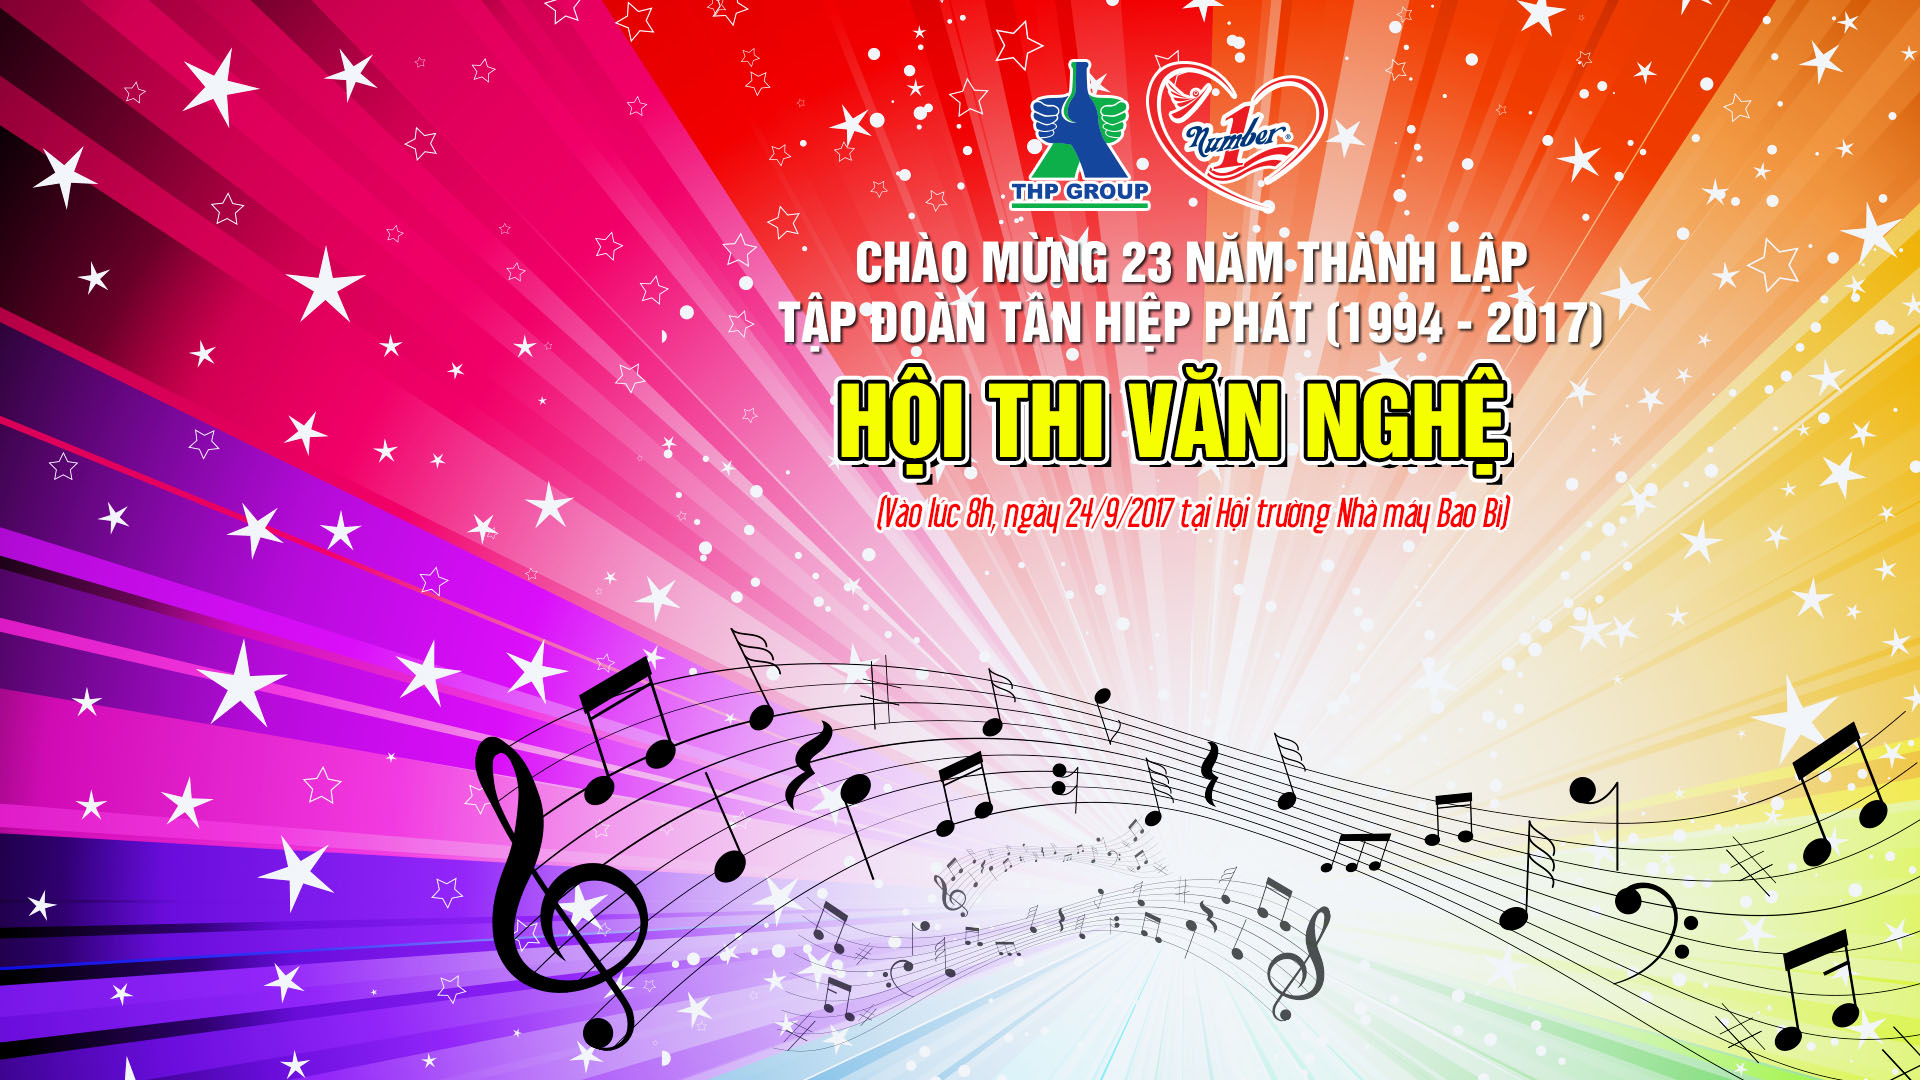 THP GROUP
Number 1 ®
CHÀO MỪNG 23 NĂM THÀNH LẬP
TẬP ĐOÀN TÂN HIỆP PHÁT (1994 - 2017)
HỘI THI VĂN NGHỆ
(Vào lúc 8h, ngày 24/9/2017 tại Hội trường Nhà máy Bao Bì)